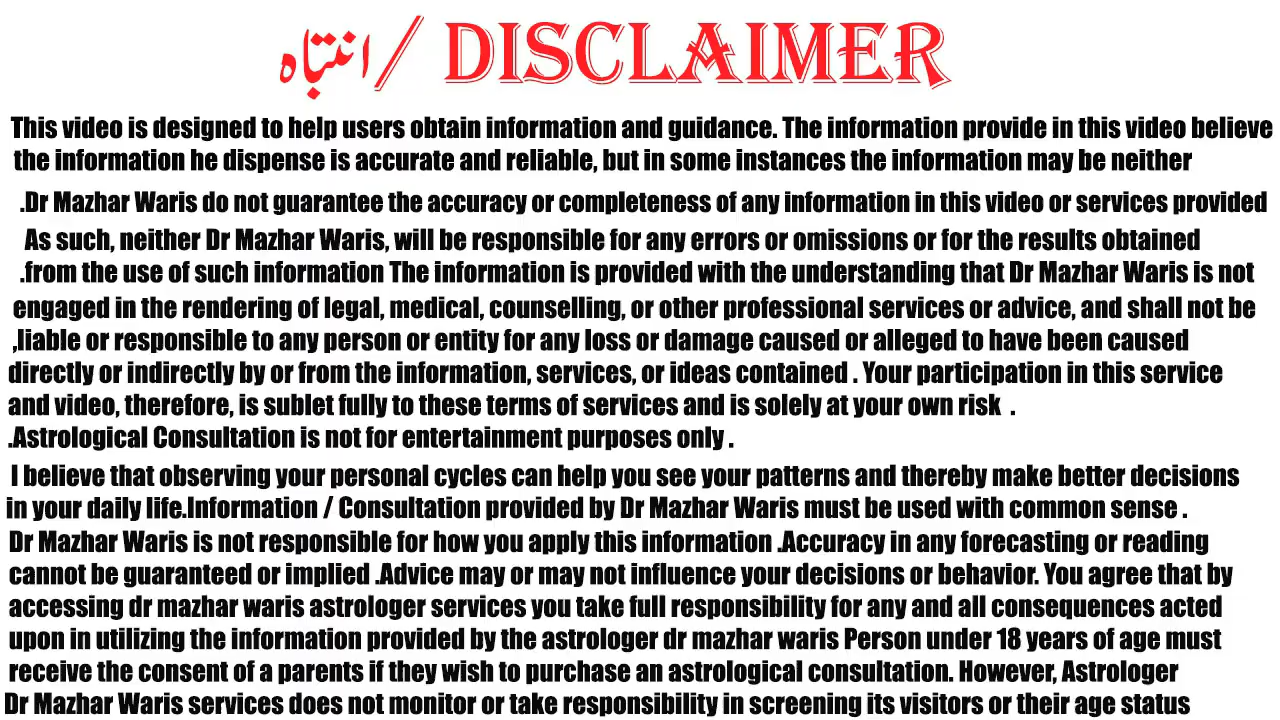 انتباہ / DISCLAIMER
This video is designed to help users obtain information and guidance. The information provide in this video believe
the information he dispense is accurate and reliable, but in some instances the information may be neither
.Dr Mazhar Waris do not guarantee the accuracy or completeness of any information in this video or services provided
As such, neither Dr Mazhar Waris, will be responsible for any errors or omissions or for the results obtained
.from the use of such information The information is provided with the understanding that Dr Mazhar Waris is not
engaged in the rendering of legal, medical, counselling, or other professional services or advice, and shall not be
,liable or responsible to any person or entity for any loss or damage caused or alleged to have been caused
directly or indirectly by or from the information, services, or ideas contained . Your participation in this service
and video, therefore, is sublet fully to these terms of services and is solely at your own risk .
.Astrological Consultation is not for entertainment purposes only .
I believe that observing your personal cycles can help you see your patterns and thereby make better decisions
in your daily life.Information / Consultation provided by Dr Mazhar Waris must be used with common sense .
Dr Mazhar Waris is not responsible for how you apply this information .Accuracy in any forecasting or reading
cannot be guaranteed or implied .Advice may or may not influence your decisions or behavior. You agree that by
accessing dr mazhar waris astrologer services you take full responsibility for any and all consequences acted
upon in utilizing the information provided by the astrologer dr mazhar waris Person under 18 years of age must
receive the consent of a parents if they wish to purchase an astrological consultation. However, Astrologer
Dr Mazhar Waris services does not monitor or take responsibility in screening its visitors or their age status